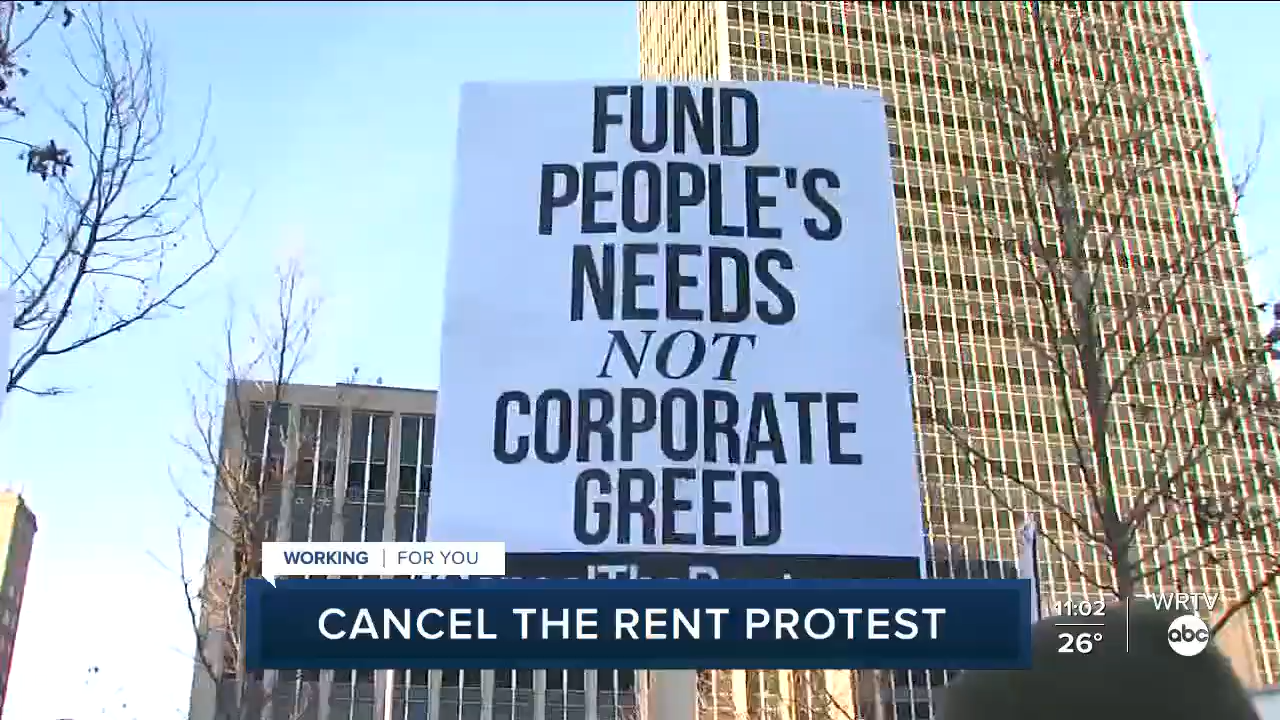 FUND
PEOPLE'S
NEEDS
NOT
CORPORATE
GREED
WORKING | FOR YOU
CANCEL THE RENT PROTEST
11:02
26°
WRTV
abc